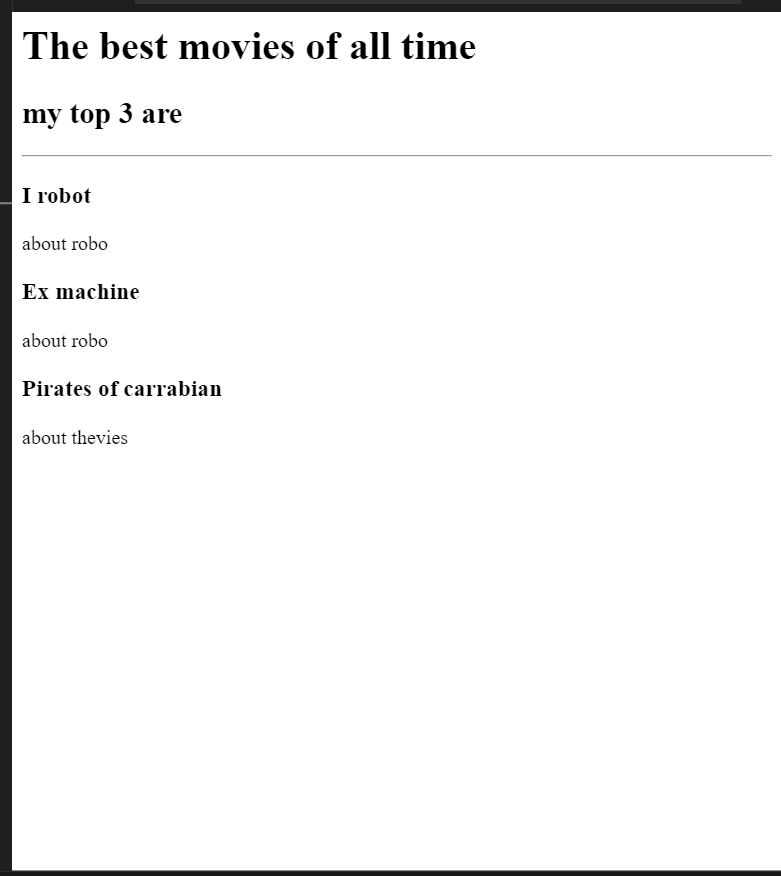 The best movies of all time
my top 3 are
I robot
about robo
Ex machine
about robo
Pirates of carrabian
about thevies